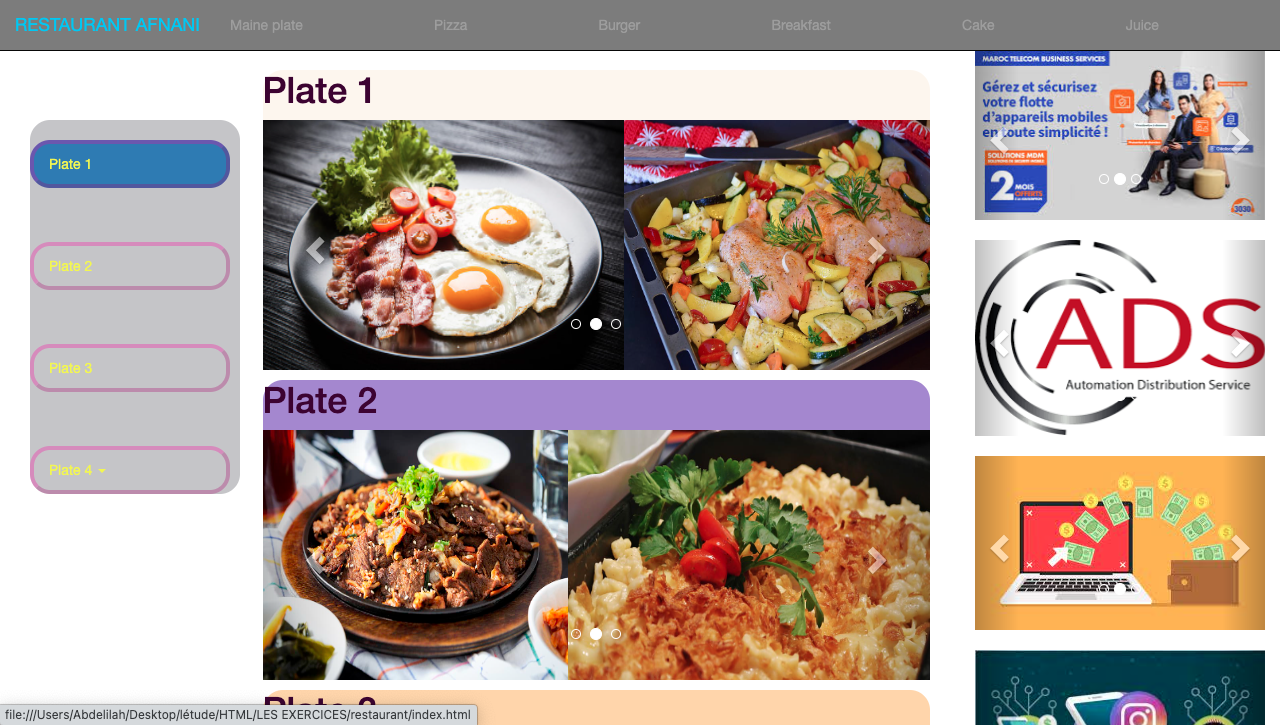 RESTAURANT AFNANI
Maine plate
Pizza
Burger
Breakfast
Cake
Juice
Plate 1
Plate 2
Plate 3
Plate 4
Plate 1
Plate 2
MAROC TELECOM BUSINESS SERVICES
Gérez et sécurisez
votre flotte
d'appareils mobiles
en toute simplicité !
SOLUTIONS MDM
2 MOIS
OFFERTS
3030
ADS
Automation Distribution Service
file:///Users/Abdelilah/Desktop/létude/HTML/LES EXERCICES/restaurant/index.html